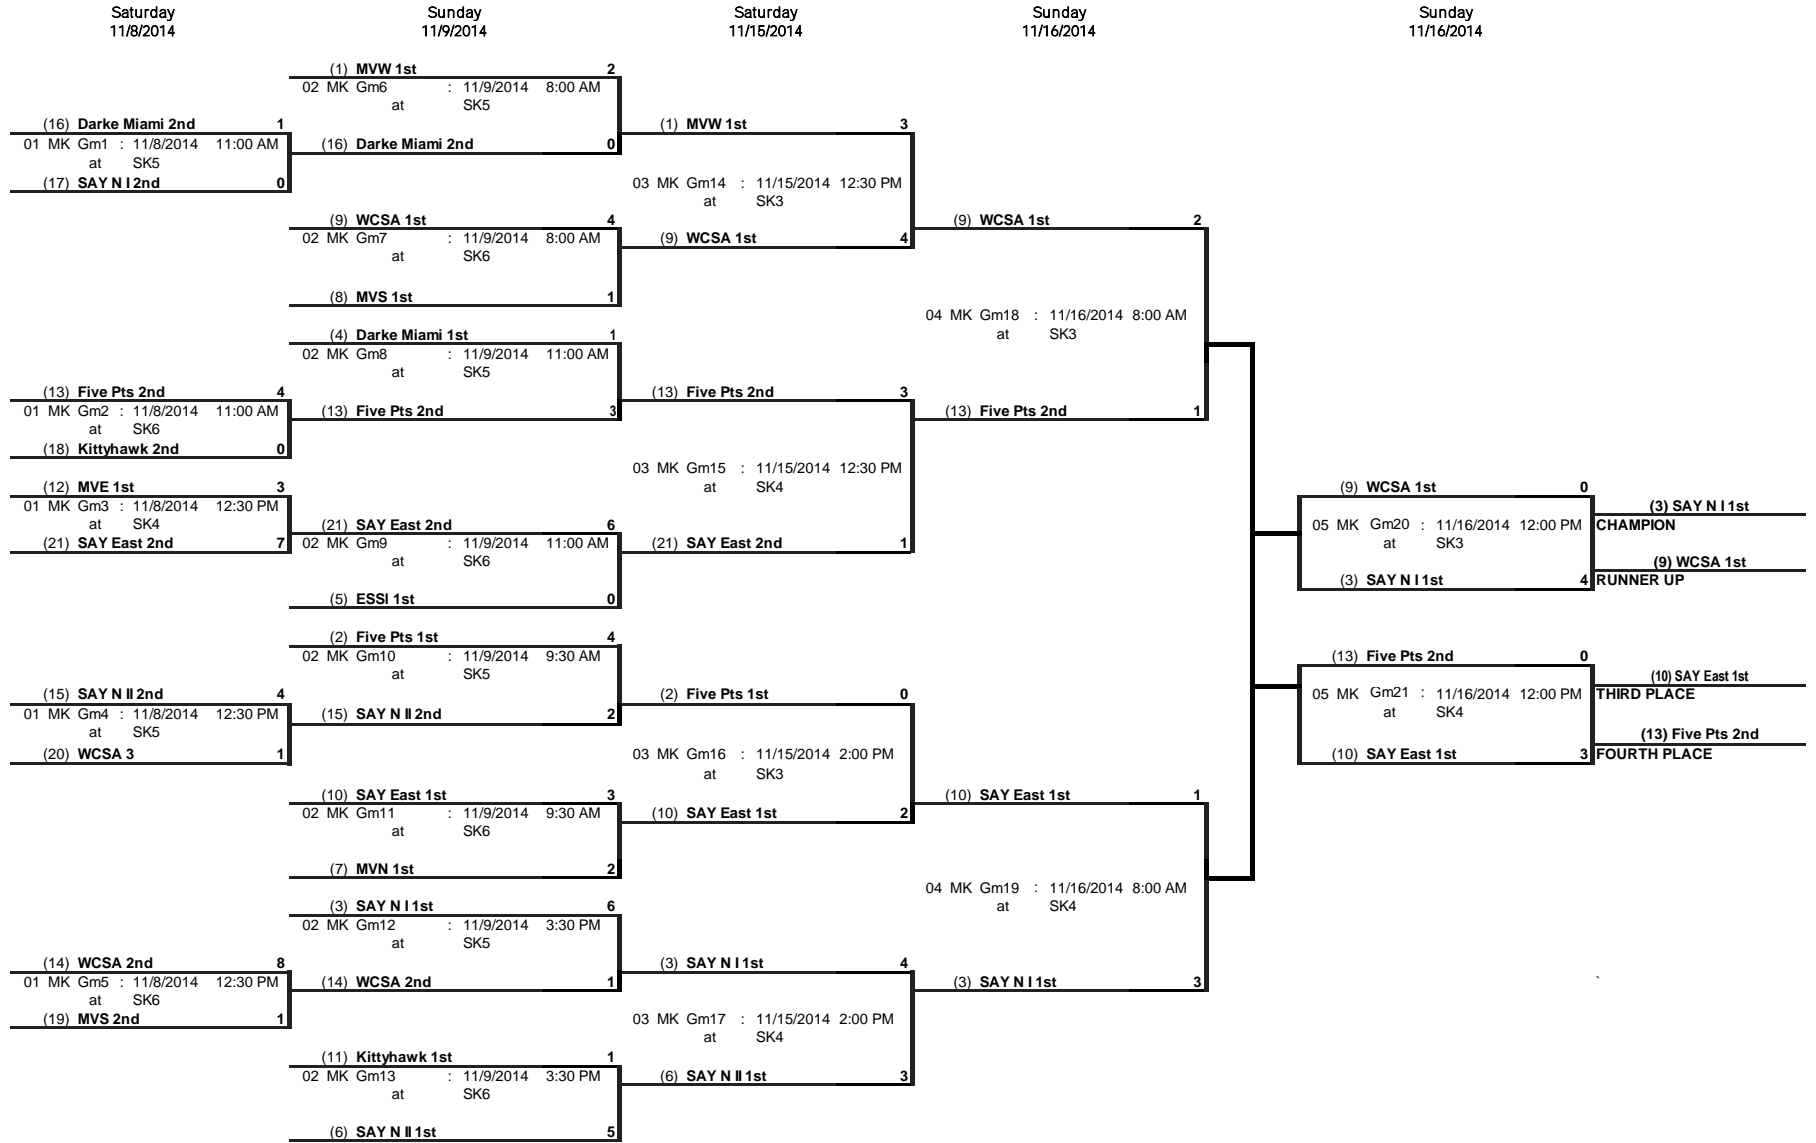 Saturday
11/8/2014
Sunday
11/9/2014
Saturday
11/15/2014
Sunday
11/16/2014
Sunday
11/16/2014
(16) Darke Miami 2nd 1
01 MK Gm1 : 11/8/2014 11:00 AM
at SK5
(17) SAY N I 2nd 0
(13) Five Pts 2nd 4
01 MK Gm2 : 11/8/2014 11:00 AM
at SK6
(18) Kittyhawk 2nd 0
(12) MVE 1st 3
01 MK Gm3 : 11/8/2014 12:30 PM
at SK4
(21) SAY East 2nd 7
(15) SAY N II 2nd 4
01 MK Gm4 : 11/8/2014 12:30 PM
at SK5
(20) WCSA 3 1
(14) WCSA 2nd 8
01 MK Gm5 : 11/8/2014 12:30 PM
at SK6
(19) MVS 2nd 1
(1) MVW 1st 2
02 MK Gm6 : 11/9/2014 8:00 AM
at SK5
(16) Darke Miami 2nd 0
(9) WCSA 1st 4
02 MK Gm7 : 11/9/2014 8:00 AM
at SK6
(8) MVS 1st 1
(4) Darke Miami 1st 1
02 MK Gm8 : 11/9/2014 11:00 AM
at SK5
(13) Five Pts 2nd 3
(21) SAY East 2nd 6
02 MK Gm9 : 11/9/2014 11:00 AM
at SK6
(5) ESSI 1st 0
(2) Five Pts 1st 4
02 MK Gm10 : 11/9/2014 9:30 AM
at SK5
(15) SAY N II 2nd 2
(10) SAY East 1st 3
02 MK Gm11 : 11/9/2014 9:30 AM
at SK6
(7) MVN 1st 2
(3) SAY N I 1st 6
02 MK Gm12 : 11/9/2014 3:30 PM
at SK5
(14) WCSA 2nd 1
(11) Kittyhawk 1st 1
02 MK Gm13 : 11/9/2014 3:30 PM
at SK6
(6) SAY N II 1st 5
(1) MVW 1st 3
03 MK Gm14 : 11/15/2014 12:30 PM
at SK3
(9) WCSA 1st 4
(13) Five Pts 2nd 3
03 MK Gm15 : 11/15/2014 12:30 PM
at SK4
(21) SAY East 2nd 1
(2) Five Pts 1st 0
03 MK Gm16 : 11/15/2014 2:00 PM
at SK3
(10) SAY East 1st 2
(3) SAY N I 1st 4
03 MK Gm17 : 11/15/2014 2:00 PM
at SK4
(6) SAY N II 1st 3
(9) WCSA 1st 2
04 MK Gm18 : 11/16/2014 8:00 AM
at SK3
(13) Five Pts 2nd 1
(10) SAY East 1st 1
04 MK Gm19 : 11/16/2014 8:00 AM
at SK4
(3) SAY N I 1st 3
(9) WCSA 1st 0
05 MK Gm20 : 11/16/2014 12:00 PM
at SK3
(3) SAY N I 1st 4
(3) SAY N I 1st
CHAMPION
(9) WCSA 1st
RUNNER UP
(13) Five Pts 2nd 0
05 MK Gm21 : 11/16/2014 12:00 PM
at SK4
(10) SAY East 1st 3
(10) SAY East 1st
THIRD PLACE
(13) Five Pts 2nd
FOURTH PLACE
`